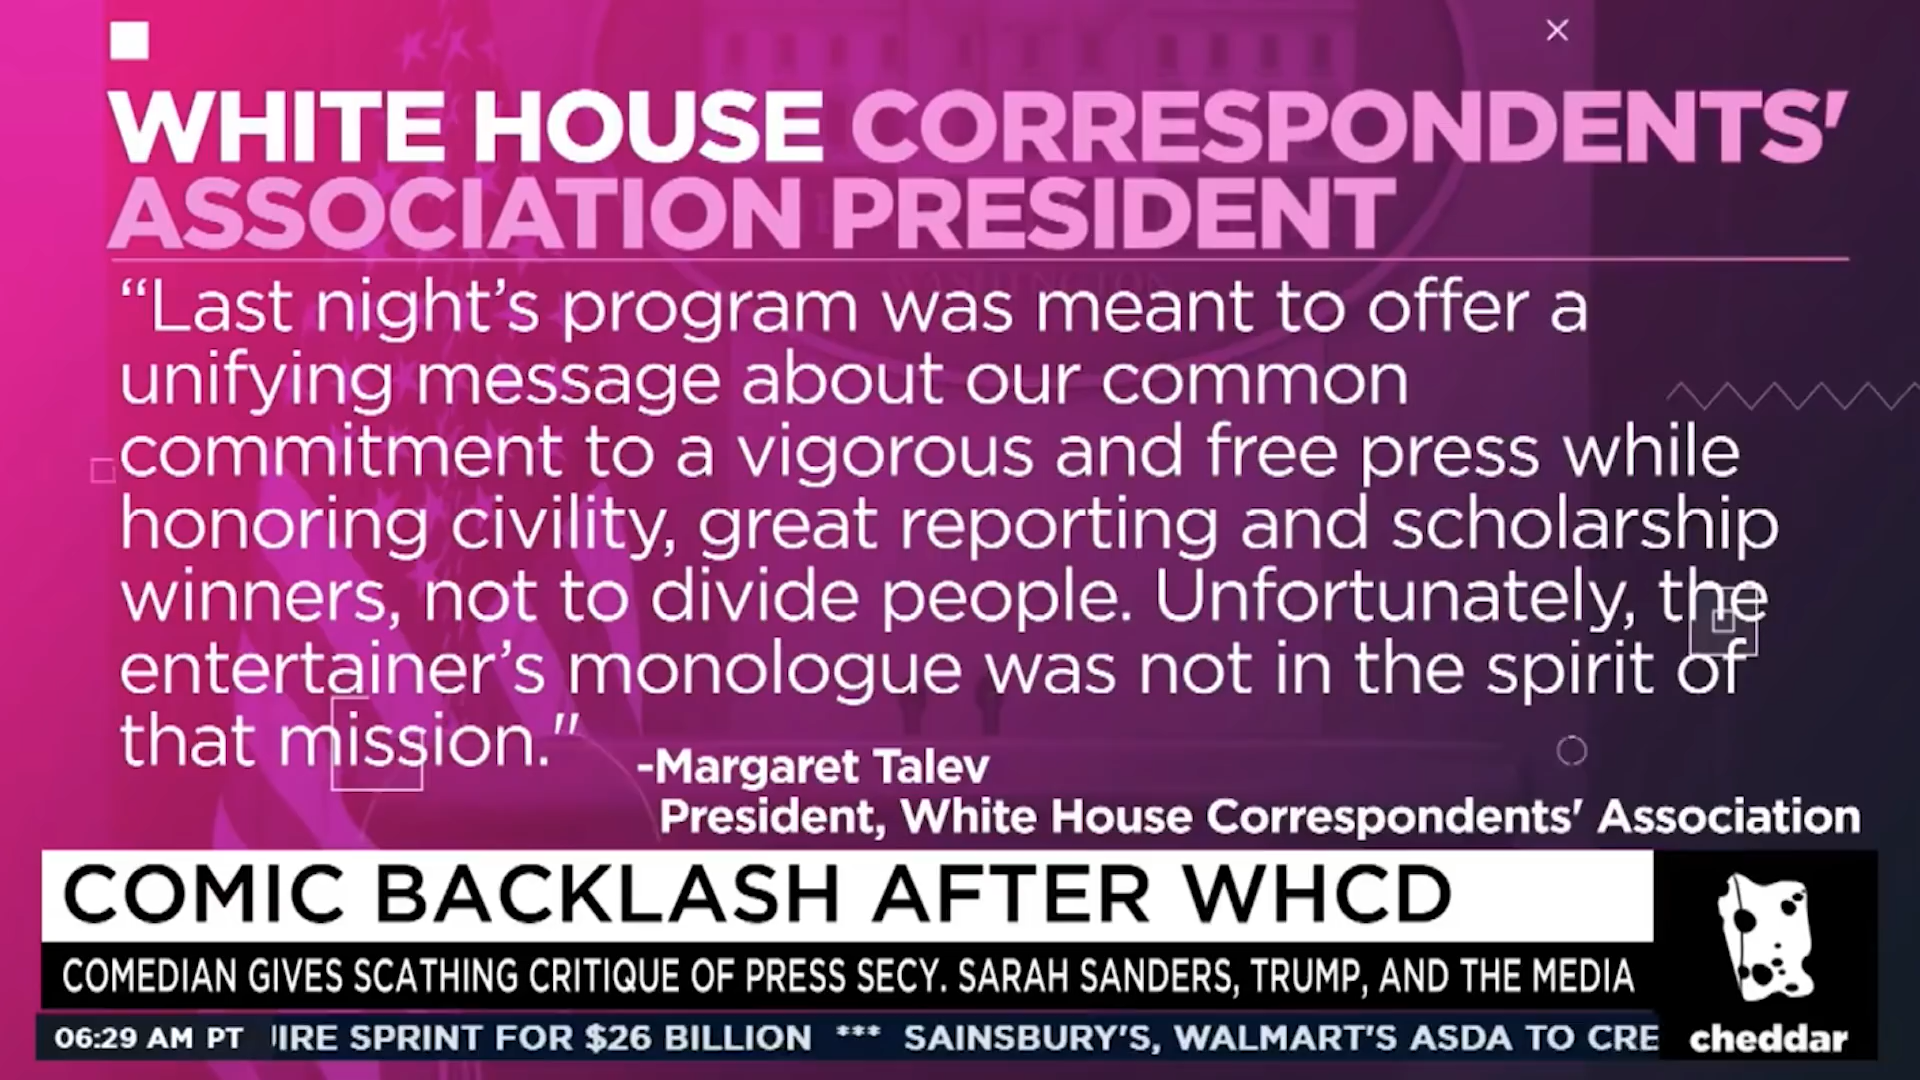 WHITE HOUSE CORRESPONDENTS'
ASSOCIATION PRESIDENT
“Last night’s program was meant to offer a
unifying message about our common
commitment to a vigorous and free press while
honoring civility, great reporting and scholarship
winners, not to divide people. Unfortunately, the
entertainer’s monologue was not in the spirit of
that mission."
-Margaret Talev
President, White House Correspondents' Association
COMIC BACKLASH AFTER WHCD
COMEDIAN GIVES SCATHING CRITIQUE OF PRESS SECY. SARAH SANDERS, TRUMP, AND THE MEDIA
06:29 AM PT
SPRINT FOR $26 BILLION *** SAINSBURY'S, WALMART'S ASDA TO CRE
cheddar